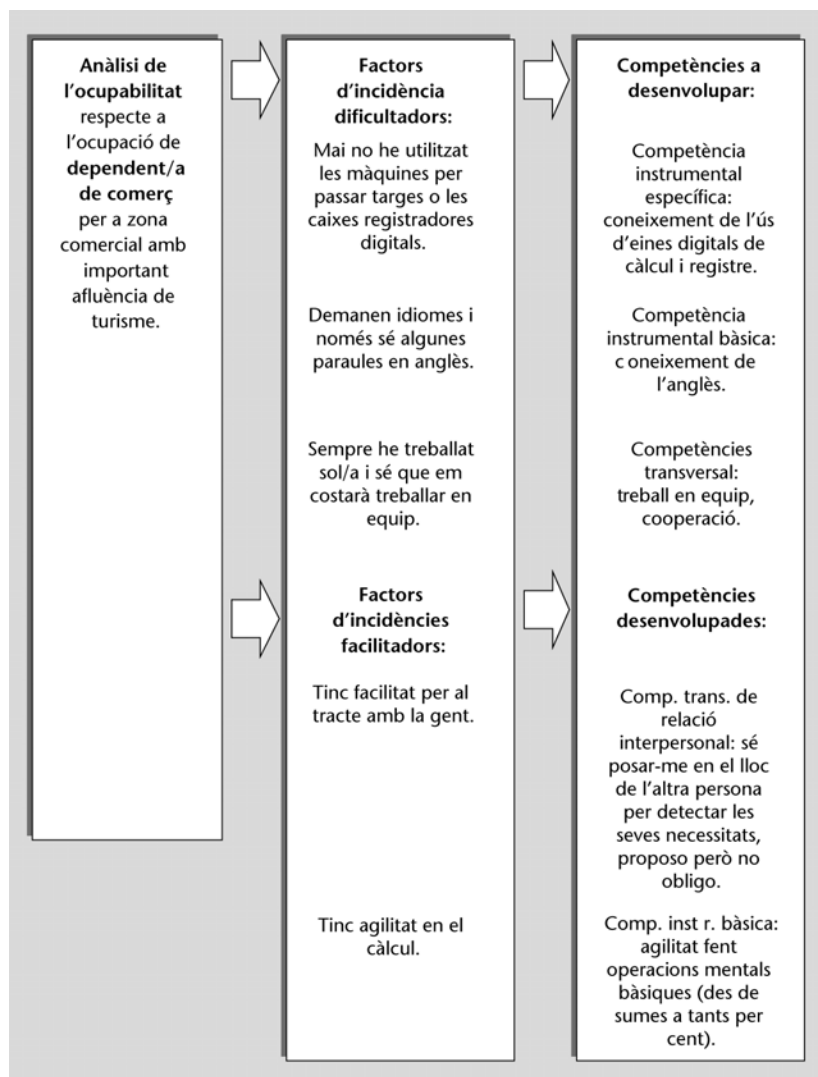 Anàlisi de
l'ocupabilitat
respecte a
l'ocupació de
dependent/a
de comerç
per a zona
comercial amb
important
afluència de
turisme.
Factors
d'incidència
dificultadors:
Mai no he utilitzat
les màquines per
passar targes o les
caixes registradores
digitals.
Demanen idiomes i
només sé algunes
paraules en anglès.
Sempre he treballat
sol/a i sé que em
costarà treballar en
equip.
Factors
d'incidències
facilitadors:
Tinc facilitat per al
tracte amb la gent.
Tinc agilitat en el
càlcul.
Competències a
desenvolupar:
Competència
instrumental
específica:
coneixement de l'ús
d'eines digitals de
càlcul i registre.
Competència
instrumental bàsica:
c oneixement de
l'anglès.
Competències
transversal:
treball en equip,
cooperació.
Competències
desenvolupades:
Comp. trans. de
relació
interpersonal: sé
posar-me en el lloc
de l'altra persona
per detectar les
seves necessitats,
proposo però no
obligo.
Comp. inst r. bàsica:
agilitat fent
operacions mentals
bàsiques (des de
sumes a tants per
cent).